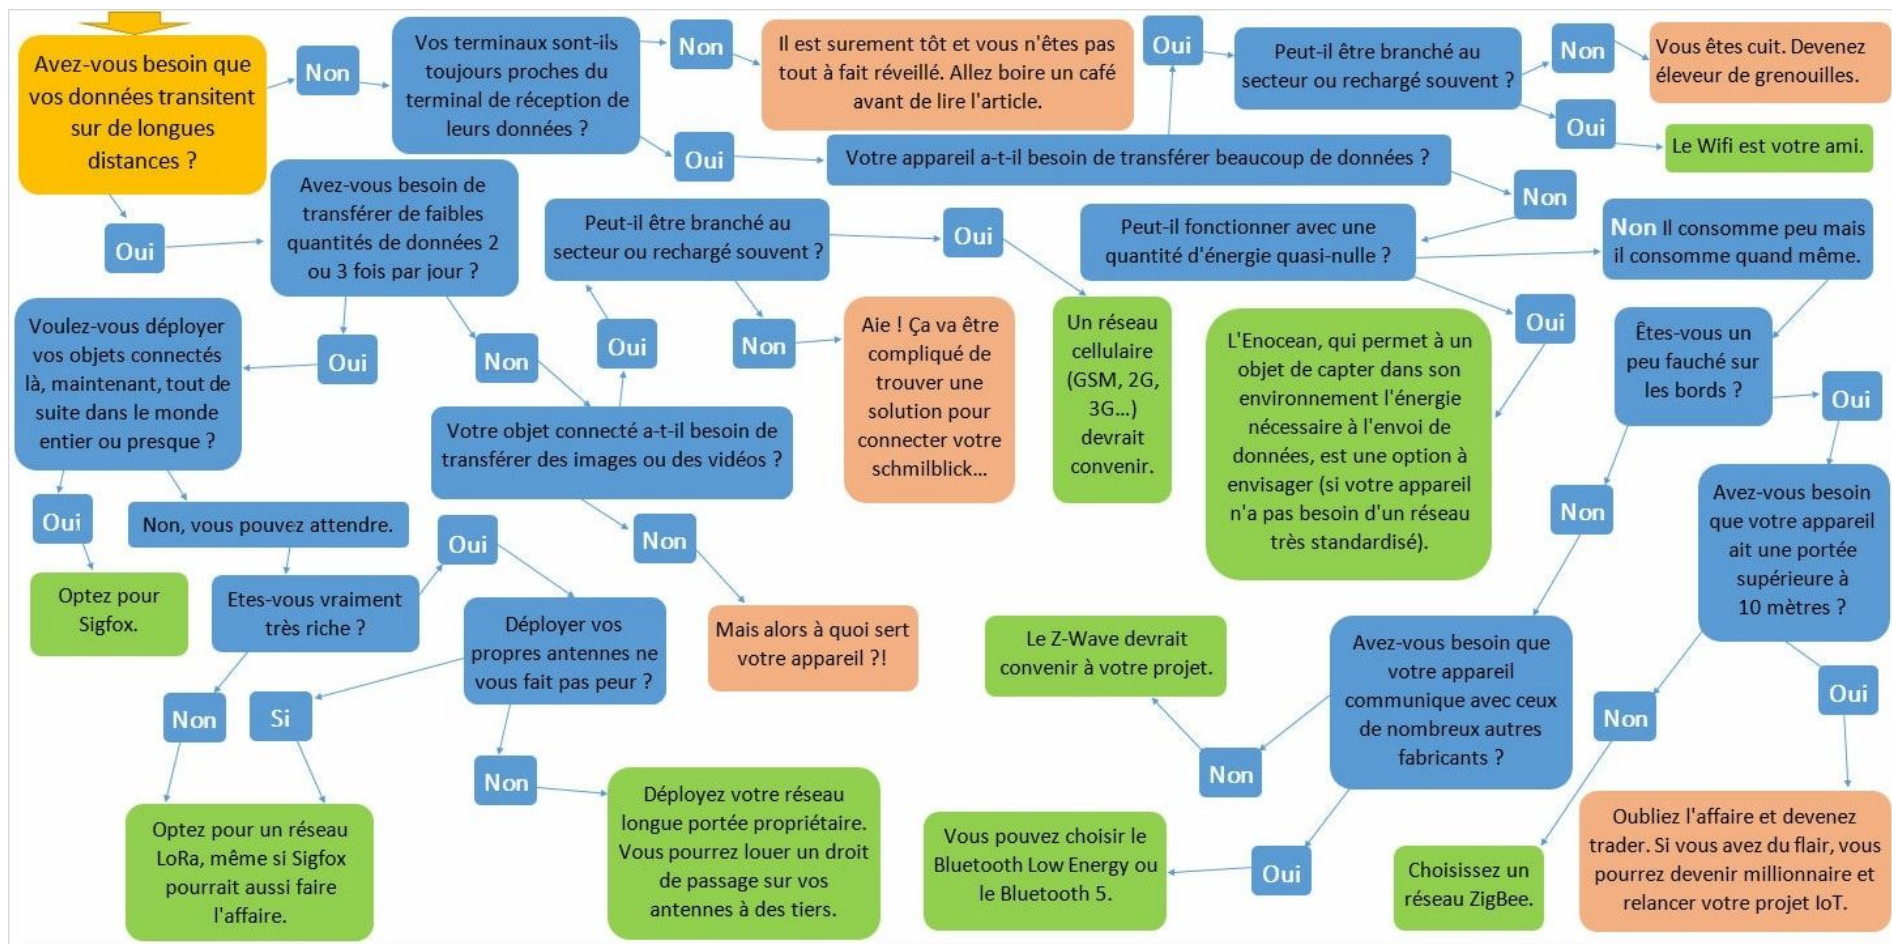 Avez-vous besoin que
vos données transitent
sur de longues
distances ?
Non
Vos terminaux sont-ils
toujours proches du
terminal de réception de
leurs données ?
Non
Il est surement tôt et vous n'êtes pas
tout à fait réveillé. Allez boire un café
avant de lire l'article.
Oui
Peut-il être branché au
secteur ou rechargé souvent ?
Non
Vous êtes cuit. Devenez
éleveur de grenouilles.
Oui
Le Wifi est votre ami.
Oui
Votre appareil a-t-il besoin de transférer beaucoup de données ?
Non
Oui
Avez-vous besoin de
transférer de faibles
quantités de données 2
ou 3 fois par jour ?
Peut-il être branché au
secteur ou rechargé souvent ?
Oui
Peut-il fonctionner avec une
quantité d'énergie quasi-nulle ?
Non Il consomme peu mais
il consomme quand même.
Voulez-vous déployer
vos objets connectés
là, maintenant, tout de
suite dans le monde
entier ou presque ?
Oui
Non
Oui
Non
Aie ! Ça va être
compliqué de
trouver une
solution pour
connecter votre
schmilblick...
Un réseau
cellulaire
(GSM, 2G,
3G...)
devrait
convenir.
L'Enocean, qui permet à un
objet de capter dans son
environnement l'énergie
nécessaire à l'envoi de
données, est une option à
envisager (si votre appareil
n'a pas besoin d'un réseau
très standardisé).
Oui
Êtes-vous un
peu fauché sur
les bords ?
Oui
Votre objet connecté a-t-il besoin de
transférer des images ou des vidéos ?
Oui
Non, vous pouvez attendre.
Oui
Non
Non
Avez-vous besoin
que votre appareil
ait une portée
supérieure à
10 mètres ?
Optez pour
Sigfox.
Etes-vous vraiment
très riche ?
Déployer vos
propres antennes ne
vous fait pas peur ?
Mais alors à quoi sert
votre appareil ?!
Le Z-Wave devrait
convenir à votre projet.
Avez-vous besoin que
votre appareil
communique avec ceux
de nombreux autres
fabricants ?
Non
Oui
Non
Si
Non
Non
Optez pour un réseau
LoRa, même si Sigfox
pourrait aussi faire
l'affaire.
Déployez votre réseau
longue portée propriétaire.
Vous pourrez louer un droit
de passage sur vos
antennes à des tiers.
Vous pouvez choisir le
Bluetooth Low Energy ou
le Bluetooth 5.
Oui
Choisissez un
réseau ZigBee.
Oubliez l'affaire et devenez
trader. Si vous avez du flair, vous
pourrez devenir millionnaire et
relancer votre projet IoT.